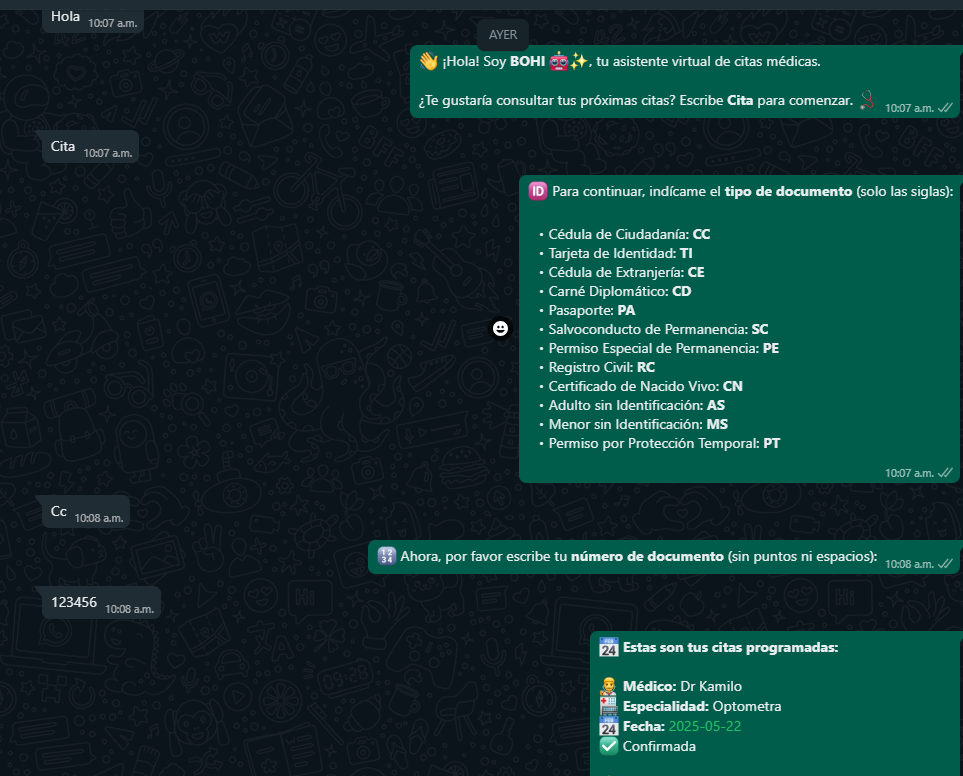 Hola 10:07 a.m.
AYER
👋 ¡Hola! Soy BOHI 🤖✨, tu asistente virtual de citas médicas.
¿Te gustaría consultar tus próximas citas? Escribe Cita para comenzar. 🩺
10:07 a.m.
Cita 10:07 a.m.
🆔 Para continuar, indícame el tipo de documento (solo las siglas):
• Cédula de Ciudadanía: CC
• Tarjeta de Identidad: TI
• Cédula de Extranjería: CE
• Carné Diplomático: CD
• Pasaporte: PA
• Salvoconducto de Permanencia: SC
• Permiso Especial de Permanencia: PE
• Registro Civil: RC
• Certificado de Nacido Vivo: CN
• Adulto sin Identificación: AS
• Menor sin Identificación: MS
• Permiso por Protección Temporal: PT
10:07 a.m.
Cc 10:08 a.m.
🔢 Ahora, por favor escribe tu número de documento (sin puntos ni espacios): 10:08 a.m.
123456 10:08 a.m.
📅 Estas son tus citas programadas:
👨‍⚕️ Médico: Dr Kamilo
🏥 Especialidad: Optometra
📅 Fecha: 2025-05-22
✅ Confirmada